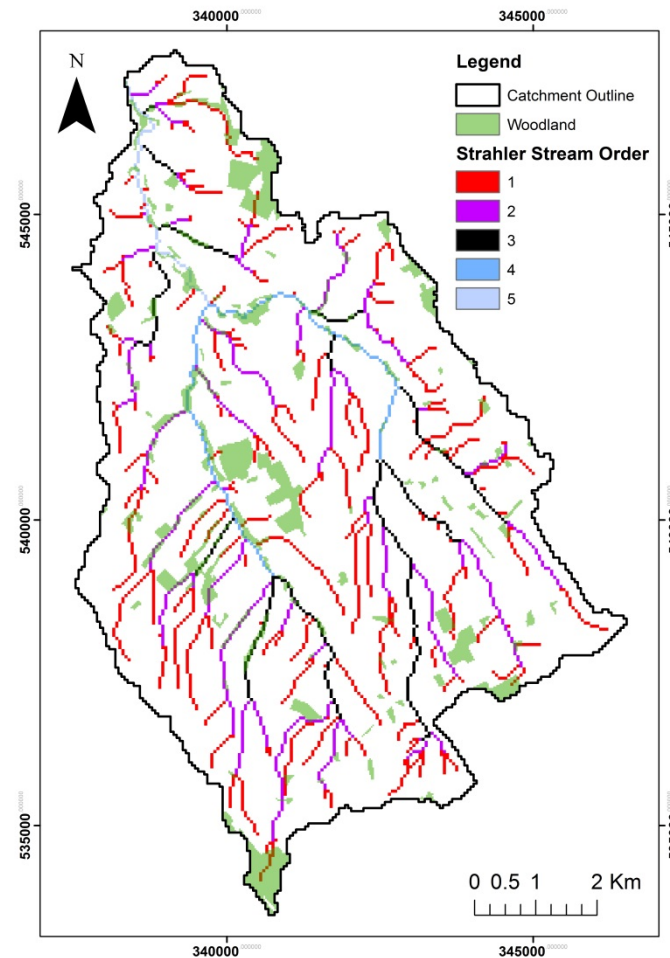 340000
345000
N
Legend
Catchment Outline
Woodland
Strahler Stream Order
1
2
3
4
5
545000
540000
535000
0 0.5 1 2 Km
340000
345000